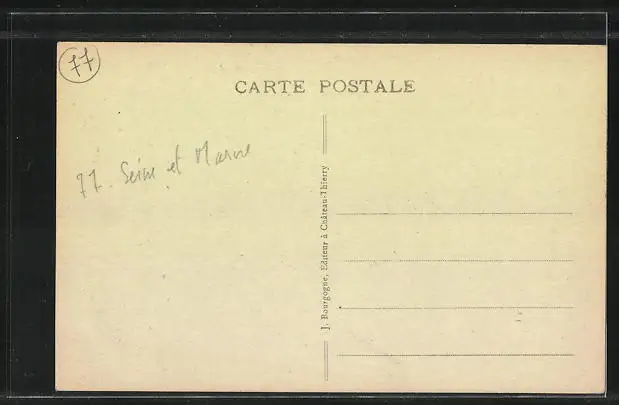 77
CARTE POSTALE
77. Seine et Marne
J. Bourgogne, Editeur à Château-Thierry